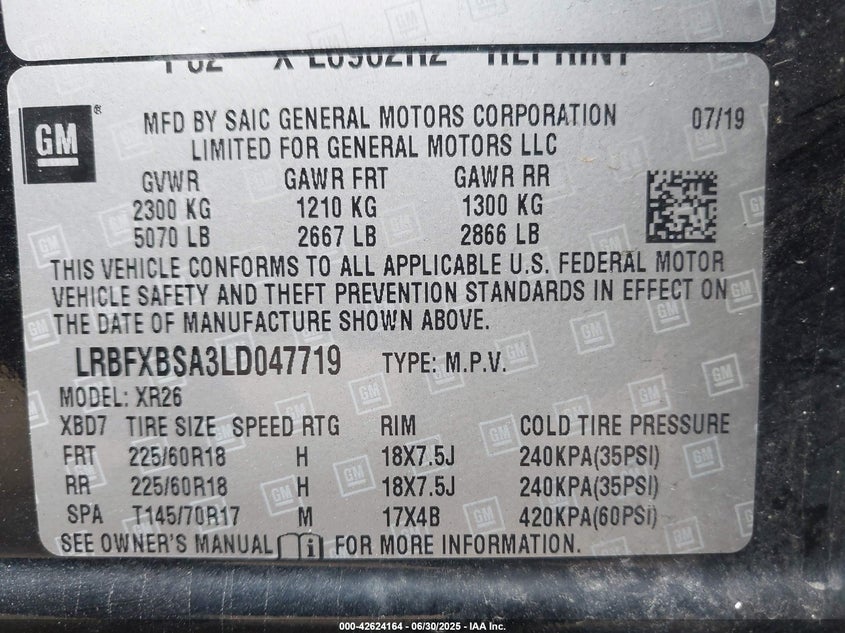 REPRINT
GM
MFD BY SAIC GENERAL MOTORS CORPORATION 07/19
LIMITED FOR GENERAL MOTORS LLC
GVWR GAWR FRT GAWR RR
2300 KG 1210 KG 1300 KG
5070 LB 2667 LB 2866 LB
THIS VEHICLE CONFORMS TO ALL APPLICABLE U.S. FEDERAL MOTOR
VEHICLE SAFETY AND THEFT PREVENTION STANDARDS IN EFFECT ON
THE DATE OF MANUFACTURE SHOWN ABOVE.
LRBFXBSA3LD047719 TYPE: M.P.V.
MODEL: XR26
XBD7 TIRE SIZE SPEED RTG RIM COLD TIRE PRESSURE
FRT 225/60R18 H 18X7.5J 240KPA(35PSI)
RR 225/60R18 H 18X7.5J 240KPA(35PSI)
SPA T145/70R17 M 17X4B 420KPA(60PSI)
SEE OWNER'S MANUAL i FOR MORE INFORMATION.
000-42624164 - 06/30/2025 - IAA Inc.